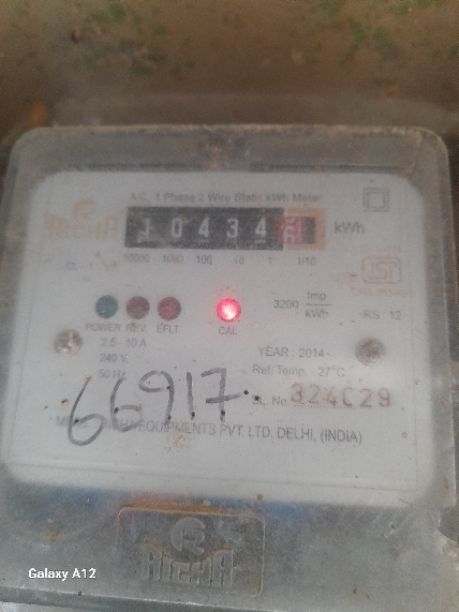 A.C. 1 Phase 2 Wire Static kWh Meter
10434 kWh
10000 1000 100 10 1 1/10
POWER REV. E/FLT CAL
3200 imp/kWh
2.5 - 10 A
240 V.
50 Hz
YEAR : 2014
Ref. Temp. - 27°C
SL. No. 324C29
66917
EQUIPMENTS PVT. LTD. DELHI, (INDIA)
Galaxy A12